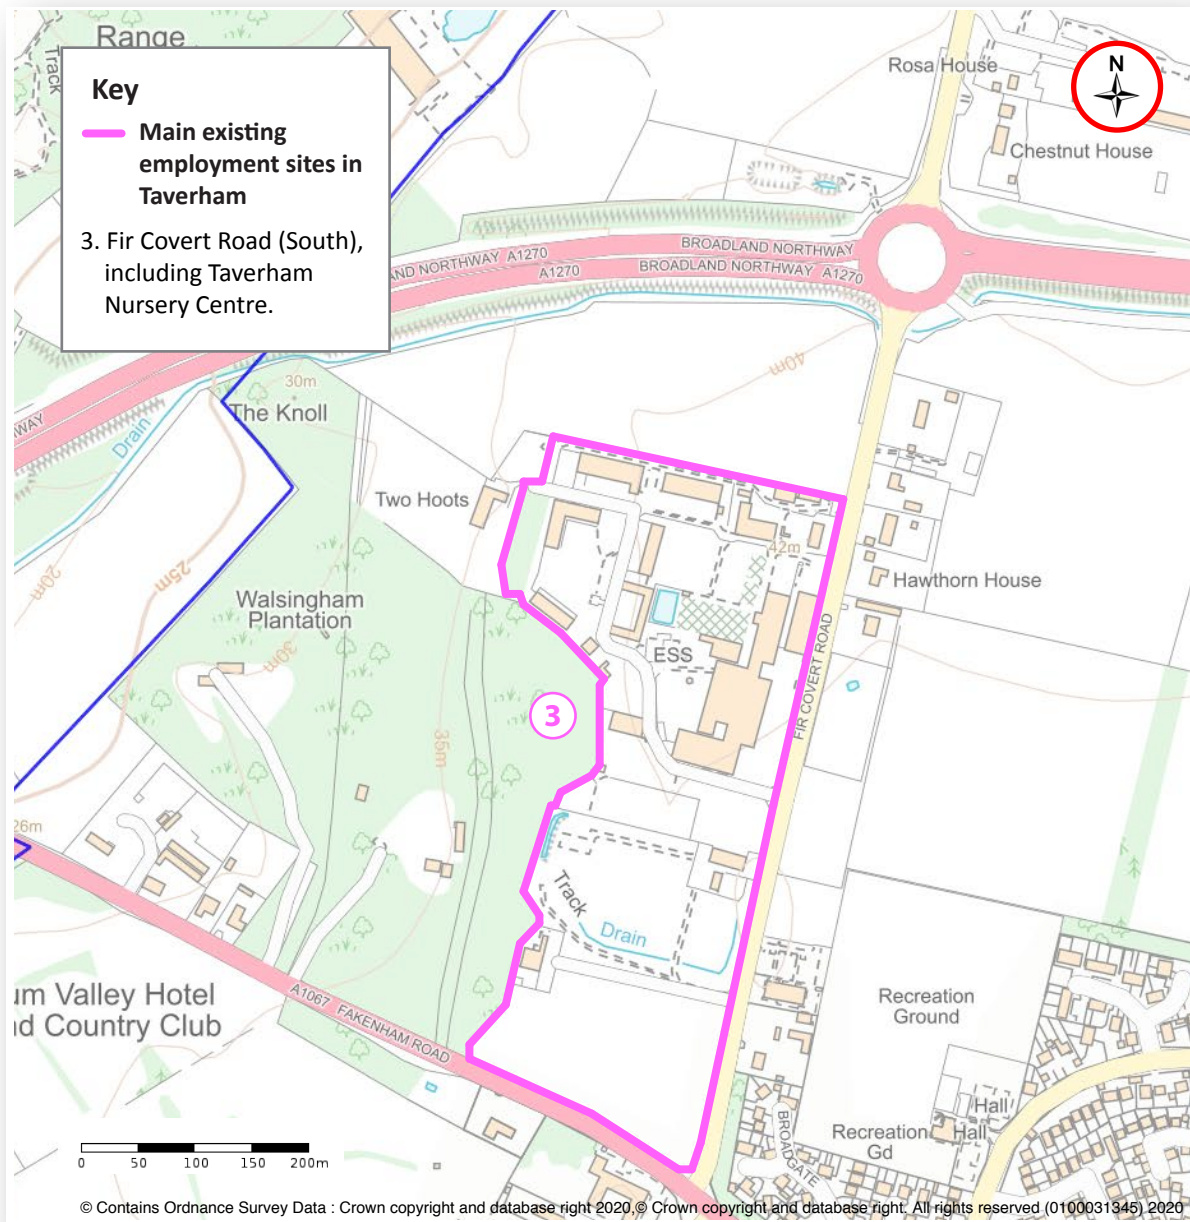 Range
Track
Key
Main existing
employment sites in
Taverham
3. Fir Covert Road (South),
including Taverham
Nursery Centre.
N
Rosa House
Chestnut House
BROADLAND NORTHWAY
BROADLAND NORTHWAY A1270
AND NORTHWAY A1270
A1270
WAY
Drain
30m
The Knoll
40m
Two Hoots
42m
Hawthorn House
20m
25m
Walsingham
Plantation
30m
ESS
FIR COVERT ROAD
3
35m
26m
Track
Drain
um Valley Hotel
nd Country Club
A1067 FAKENHAM ROAD
Recreation
Ground
Hall
Recreation
Gd
Hall
BROADGATE
0 50 100 150 200m
© Contains Ordnance Survey Data : Crown copyright and database right 2020,© Crown copyright and database right. All rights reserved (0100031345) 2020